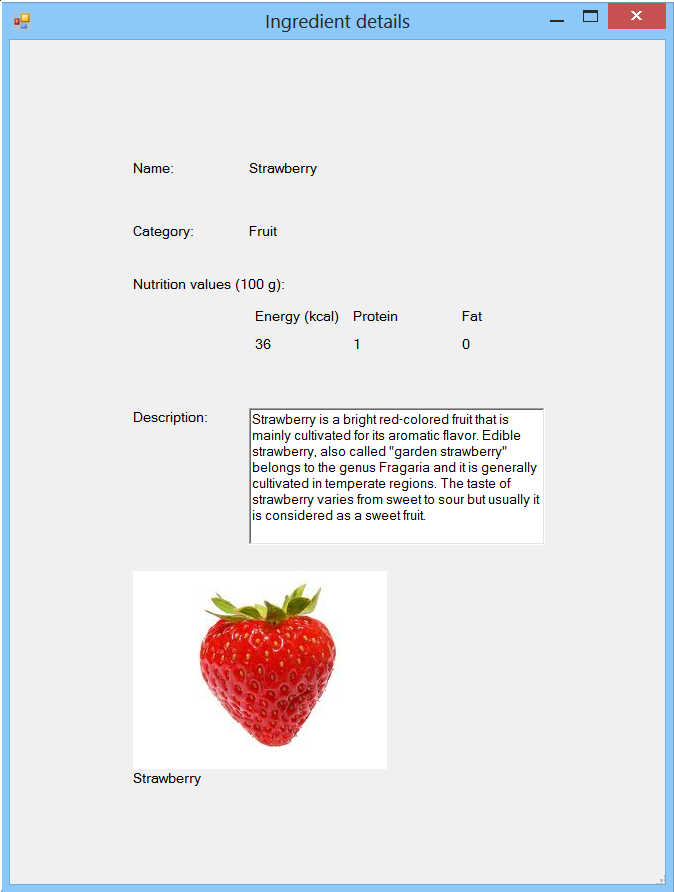 Ingredient details
Name: Strawberry
Category: Fruit
Nutrition values (100 g):
Energy (kcal) Protein Fat
36 1 0
Description:
Strawberry is a bright red-colored fruit that is
mainly cultivated for its aromatic flavor. Edible
strawberry, also called "garden strawberry"
belongs to the genus Fragaria and it is generally
cultivated in temperate regions. The taste of
strawberry varies from sweet to sour but usually it
is considered as a sweet fruit.
Strawberry